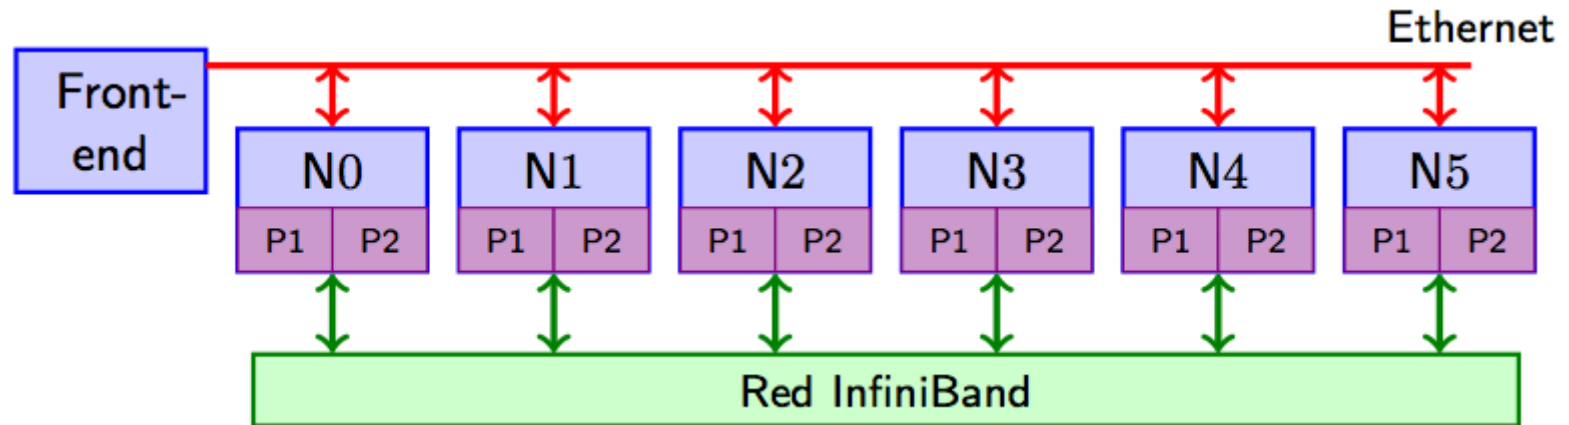 Ethernet
Front-
end
N0 N1 N2 N3 N4 N5
P1 P2 P1 P2 P1 P2 P1 P2 P1 P2 P1 P2
Red InfiniBand